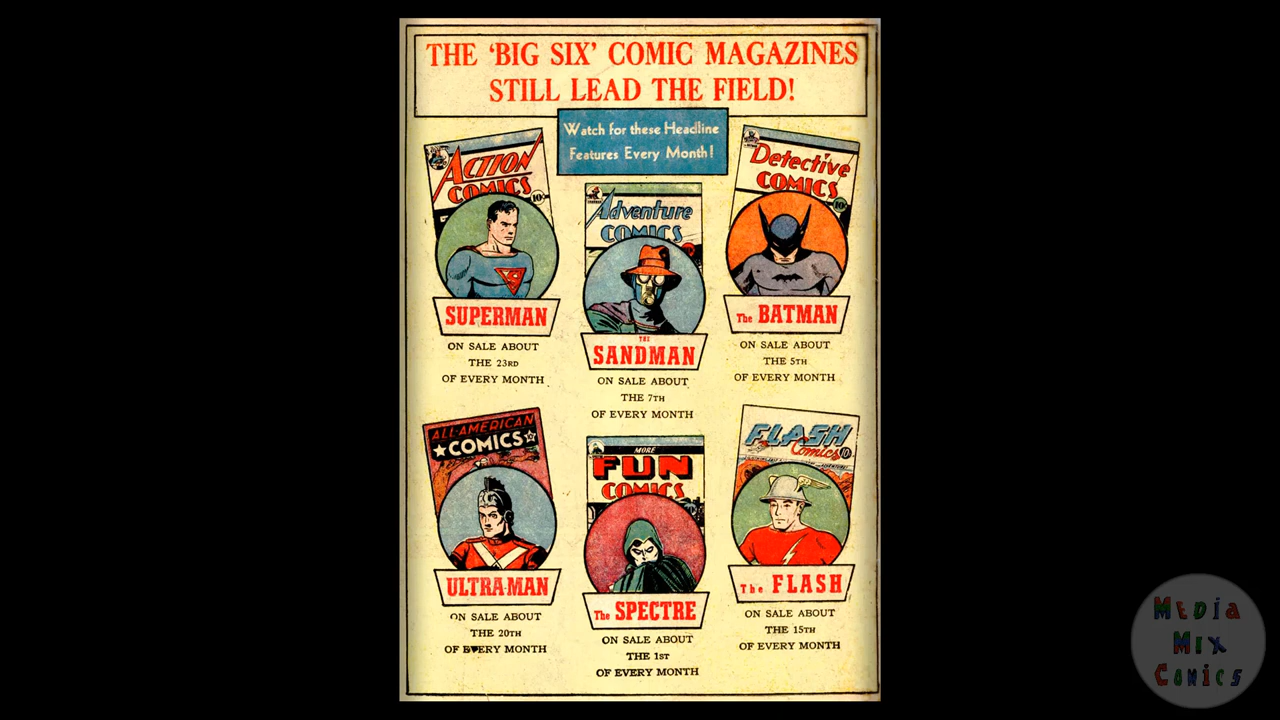 THE 'BIG SIX' COMIC MAGAZINES
STILL LEAD THE FIELD!
Watch for these Headline
Features Every Month!
ACTION
COMICS
10¢
SUPERMAN
ON SALE ABOUT
THE 23RD
OF EVERY MONTH
Adventure
COMICS
THE
SANDMAN
ON SALE ABOUT
THE 7TH
OF EVERY MONTH
Detective
COMICS
10¢
The BATMAN
ON SALE ABOUT
THE 5TH
OF EVERY MONTH
ALL-AMERICAN
COMICS
ULTRA-MAN
ON SALE ABOUT
THE 20TH
OF EVERY MONTH
MORE
FUN
COMICS
The SPECTRE
ON SALE ABOUT
THE 1ST
OF EVERY MONTH
FLASH
Comics
10¢
The FLASH
ON SALE ABOUT
THE 15TH
OF EVERY MONTH
MEDiA
MiX
COMICS